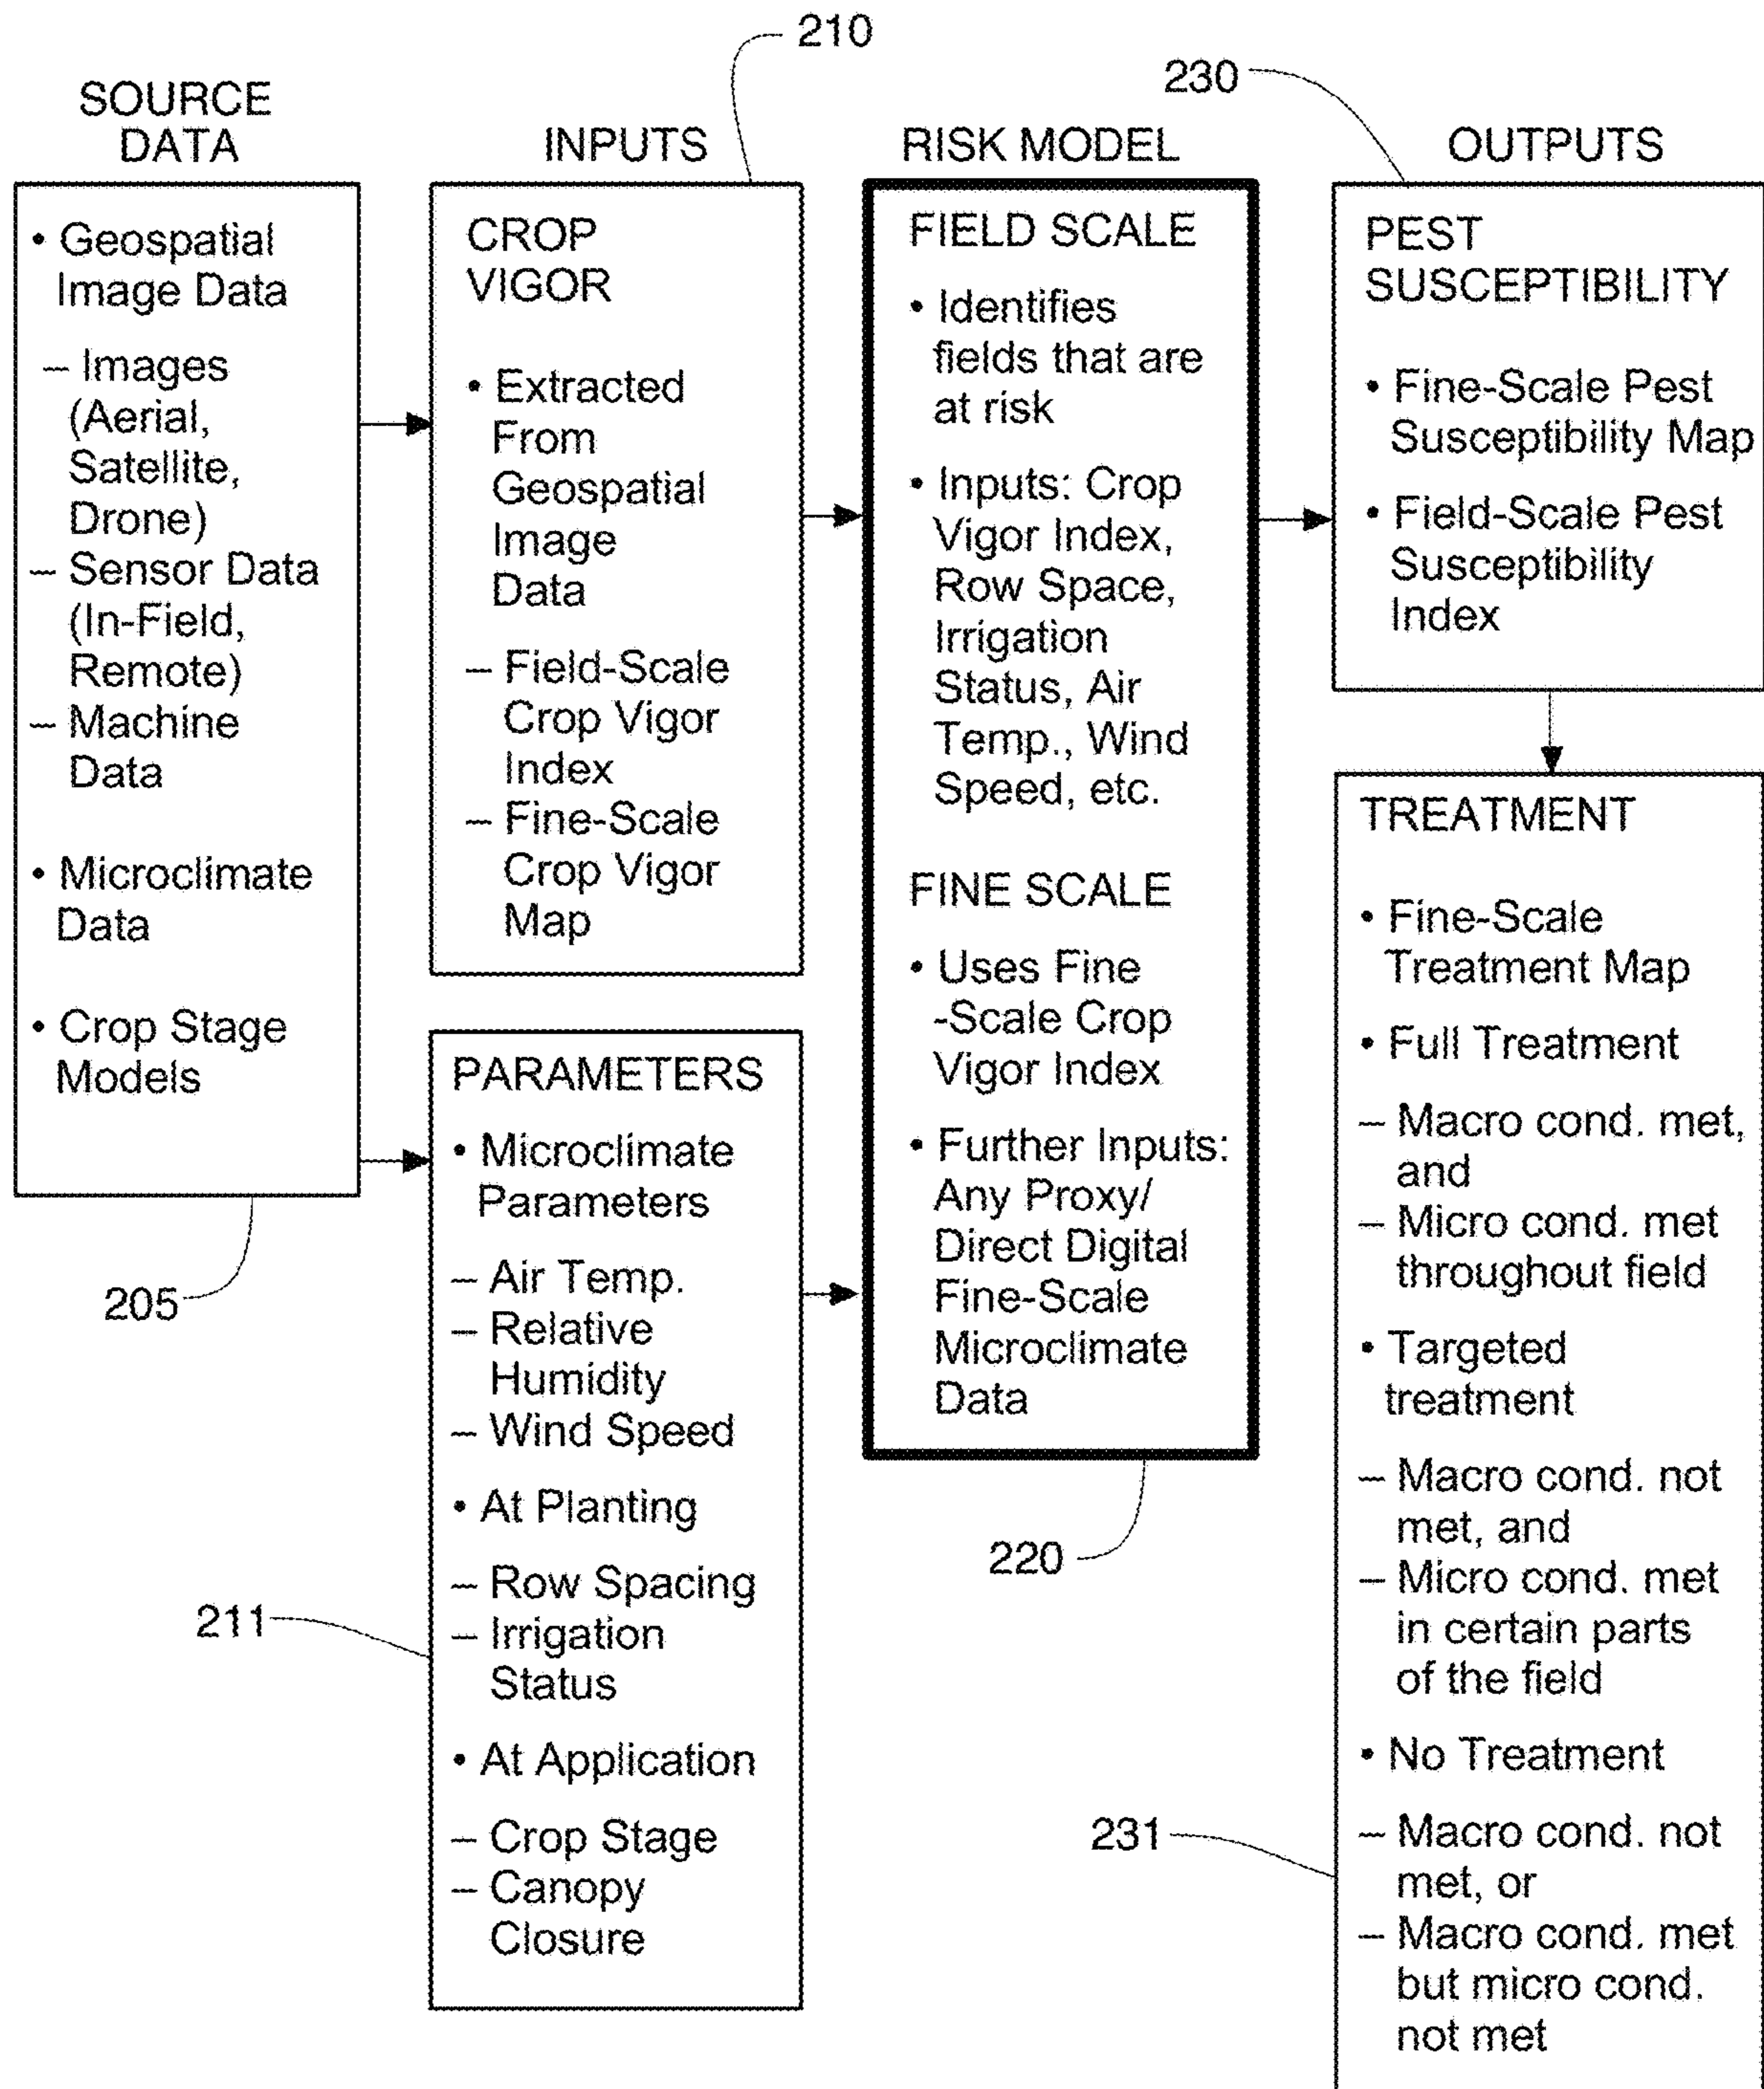 210
230
SOURCE
DATA
INPUTS
RISK MODEL
OUTPUTS
• Geospatial
Image Data
– Images
(Aerial,
Satellite,
Drone)
– Sensor Data
(In-Field,
Remote)
– Machine
Data
• Microclimate
Data
• Crop Stage
Models
205
CROP
VIGOR
• Extracted
From
Geospatial
Image
Data
– Field-Scale
Crop Vigor
Index
– Fine-Scale
Crop Vigor
Map
PARAMETERS
• Microclimate
Parameters
– Air Temp.
– Relative
Humidity
– Wind Speed
• At Planting
– Row Spacing
– Irrigation
Status
• At Application
– Crop Stage
– Canopy
Closure
211
FIELD SCALE
• Identifies
fields that are
at risk
• Inputs: Crop
Vigor Index,
Row Space,
Irrigation
Status, Air
Temp., Wind
Speed, etc.
FINE SCALE
• Uses Fine
-Scale Crop
Vigor Index
• Further Inputs:
Any Proxy/
Direct Digital
Fine-Scale
Microclimate
Data
220
PEST
SUSCEPTIBILITY
• Fine-Scale Pest
Susceptibility Map
• Field-Scale Pest
Susceptibility
Index
TREATMENT
• Fine-Scale
Treatment Map
• Full Treatment
– Macro cond. met,
and
– Micro cond. met
throughout field
• Targeted
treatment
– Macro cond. not
met, and
– Micro cond. met
in certain parts
of the field
• No Treatment
– Macro cond. not
met, or
– Macro cond. met
but micro cond.
not met
231